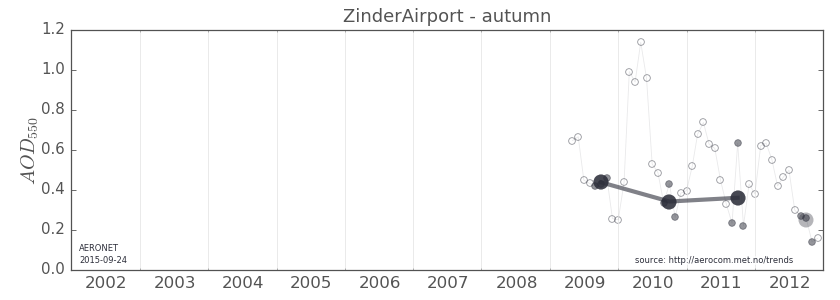 ZinderAirport - autumn
1.2
1.0
0.8
0.6
0.4
0.2
0.0
AOD550
AERONET
2015-09-24
source: http://aerocom.met.no/trends
2002 2003 2004 2005 2006 2007 2008 2009 2010 2011 2012